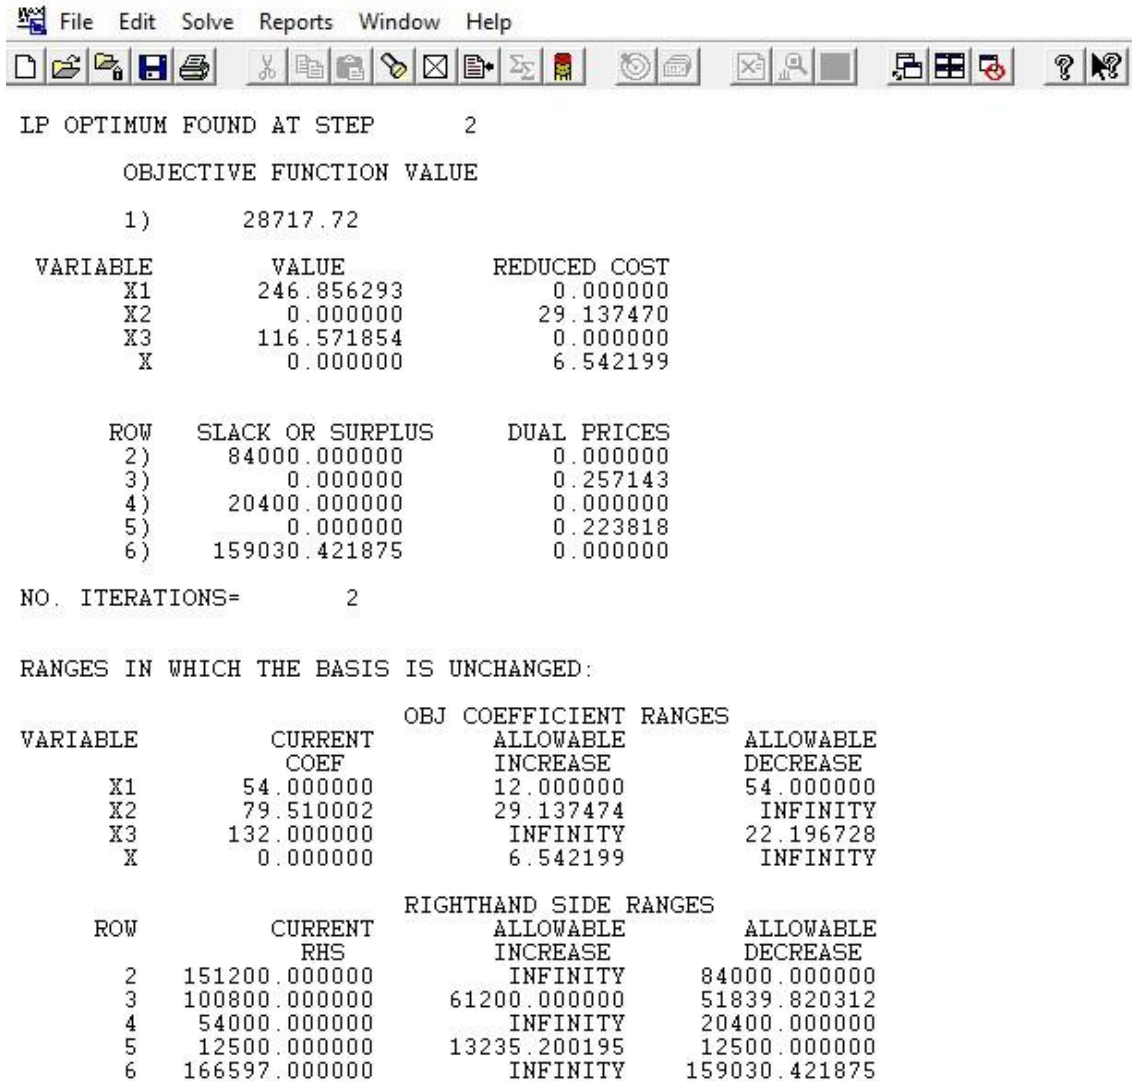 File Edit Solve Reports Window Help
LP OPTIMUM FOUND AT STEP 2
OBJECTIVE FUNCTION VALUE
1) 28717.72
VARIABLE VALUE REDUCED COST
X1 246.856293 0.000000
X2 0.000000 29.137470
X3 116.571854 0.000000
X 0.000000 6.542199
ROW SLACK OR SURPLUS DUAL PRICES
2) 84000.000000 0.000000
3) 0.000000 0.257143
4) 20400.000000 0.000000
5) 0.000000 0.223818
6) 159030.421875 0.000000
NO. ITERATIONS= 2
RANGES IN WHICH THE BASIS IS UNCHANGED:
OBJ COEFFICIENT RANGES
VARIABLE CURRENT ALLOWABLE ALLOWABLE
COEF INCREASE DECREASE
X1 54.000000 12.000000 54.000000
X2 79.510002 29.137474 INFINITY
X3 132.000000 INFINITY 22.196728
X 0.000000 6.542199 INFINITY
RIGHTHAND SIDE RANGES
ROW CURRENT ALLOWABLE ALLOWABLE
RHS INCREASE DECREASE
2 151200.000000 INFINITY 84000.000000
3 100800.000000 61200.000000 51839.820312
4 54000.000000 INFINITY 20400.000000
5 12500.000000 13235.200195 12500.000000
6 166597.000000 INFINITY 159030.421875